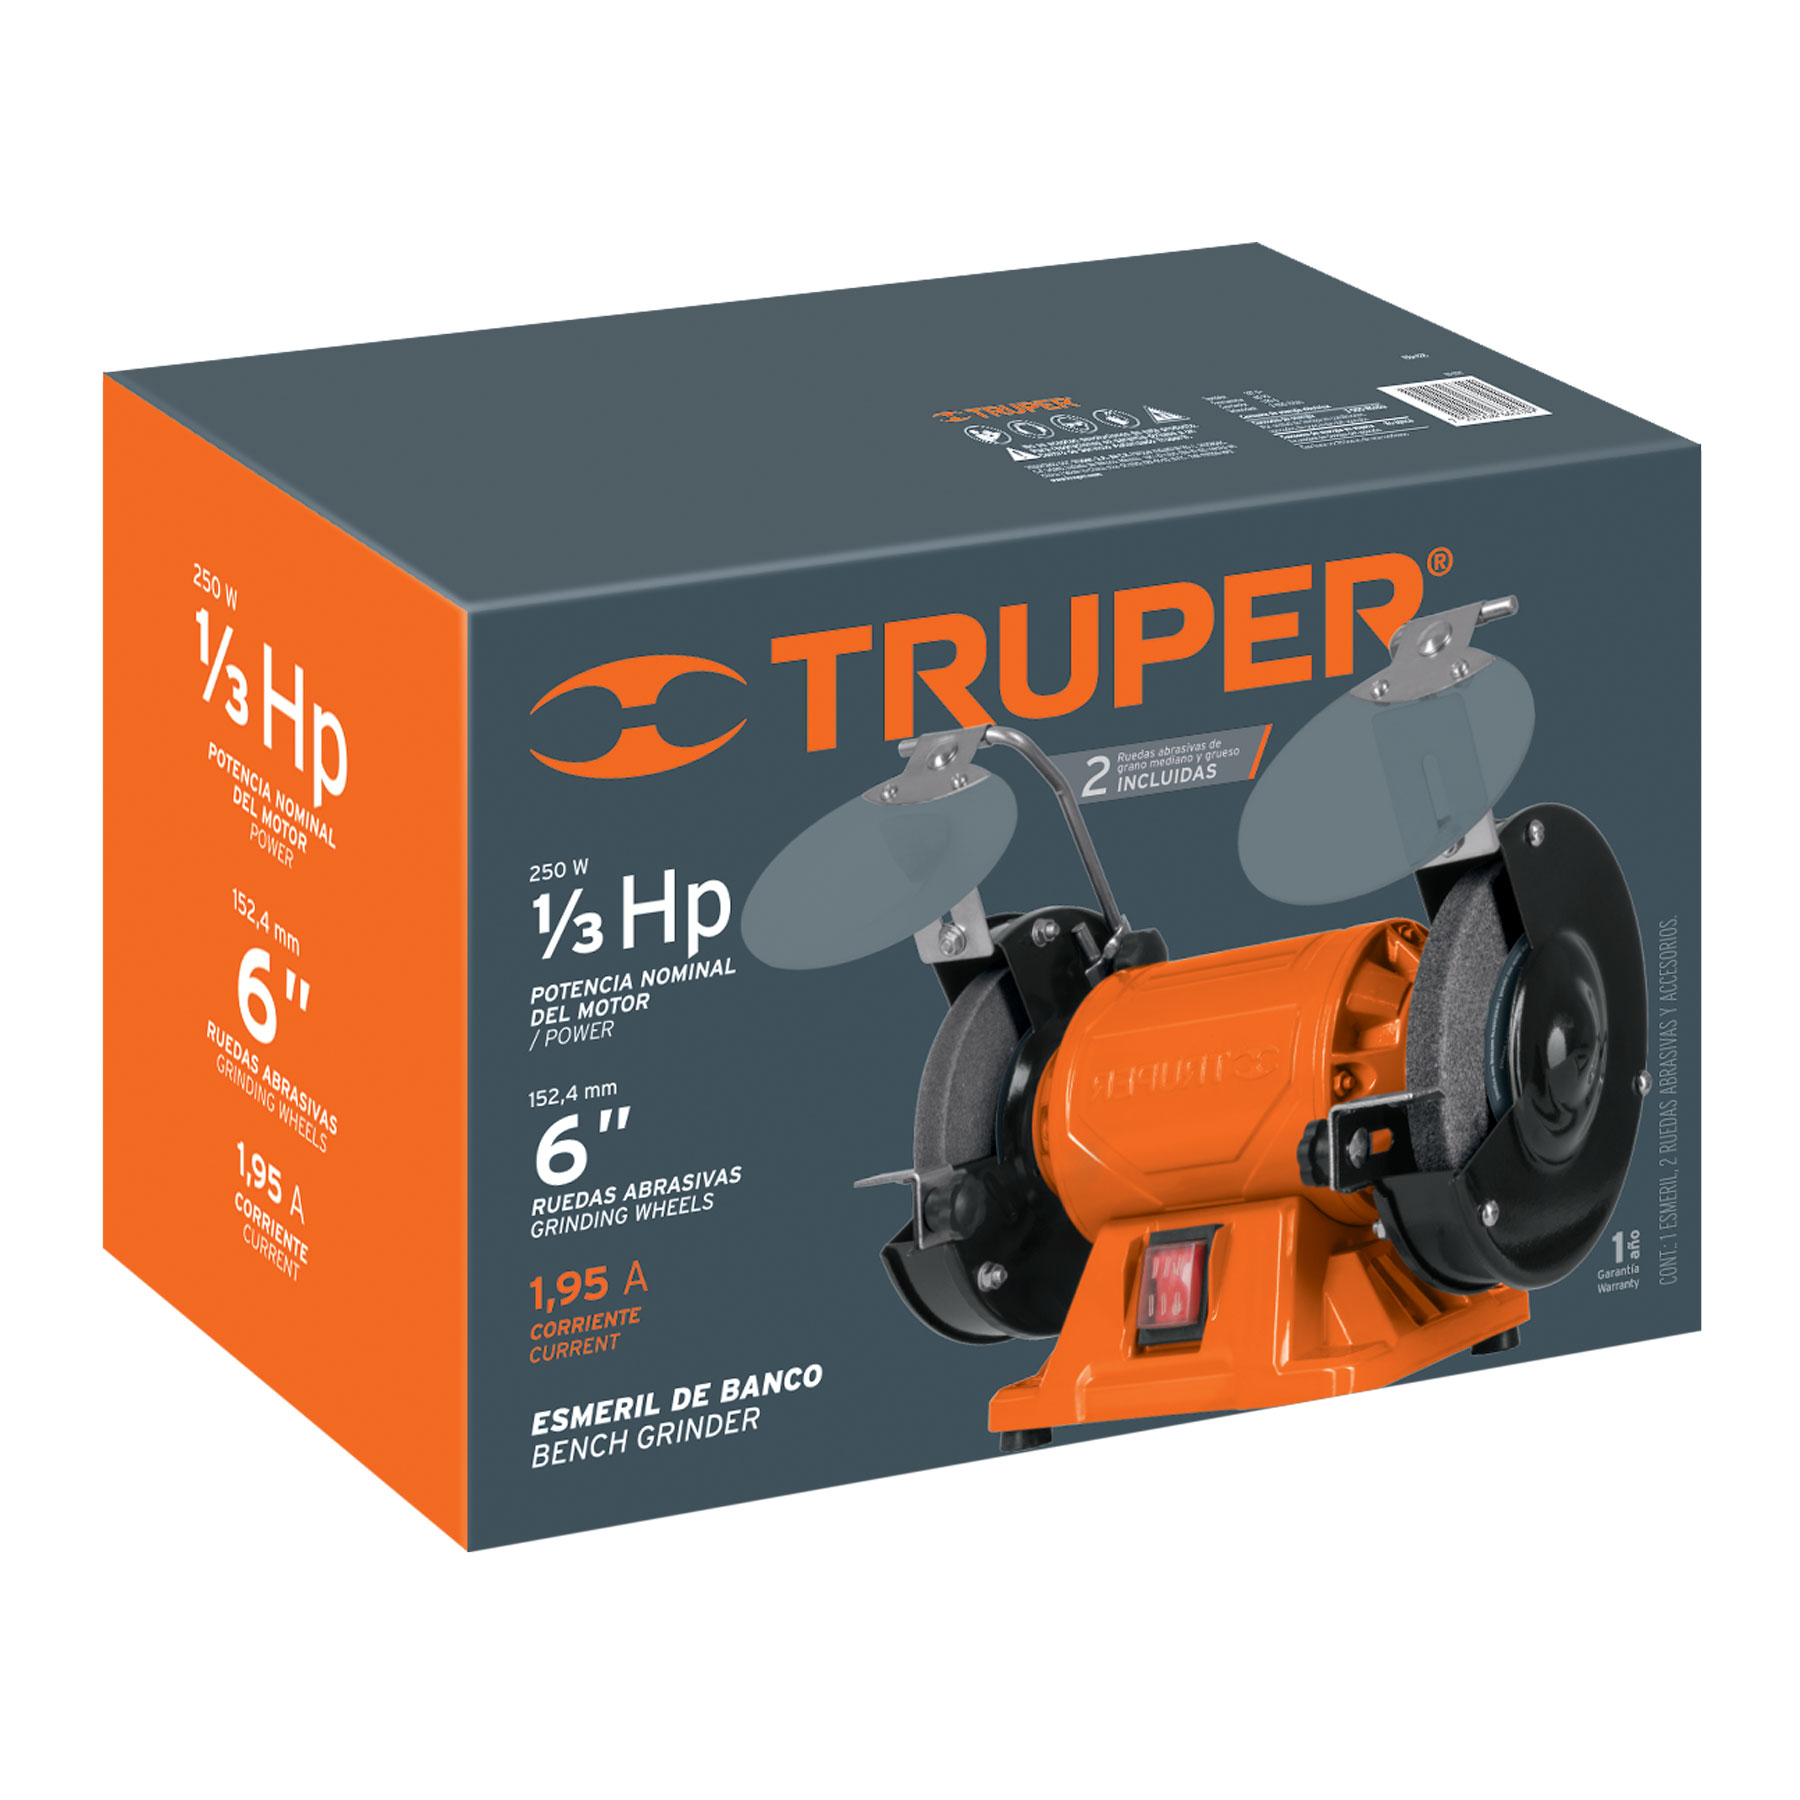 TRUPER
TRUPER®
2 Ruedas abrasivas de
grano mediano y grueso
INCLUIDAS
250 W
1/3 Hp
POTENCIA NOMINAL
DEL MOTOR
/ POWER
152,4 mm
6"
RUEDAS ABRASIVAS
GRINDING WHEELS
1,95 A
CORRIENTE
CURRENT
ESMERIL DE BANCO
BENCH GRINDER
TRUPER
1 año
Garantía
Warranty
CONT.: 1 ESMERIL, 2 RUEDAS ABRASIVAS Y ACCESORIOS.
250 W
1/3 Hp
POTENCIA NOMINAL
DEL MOTOR
POWER
152,4 mm
6"
RUEDAS ABRASIVAS
GRINDING WHEELS
1,95 A
CORRIENTE
CURRENT